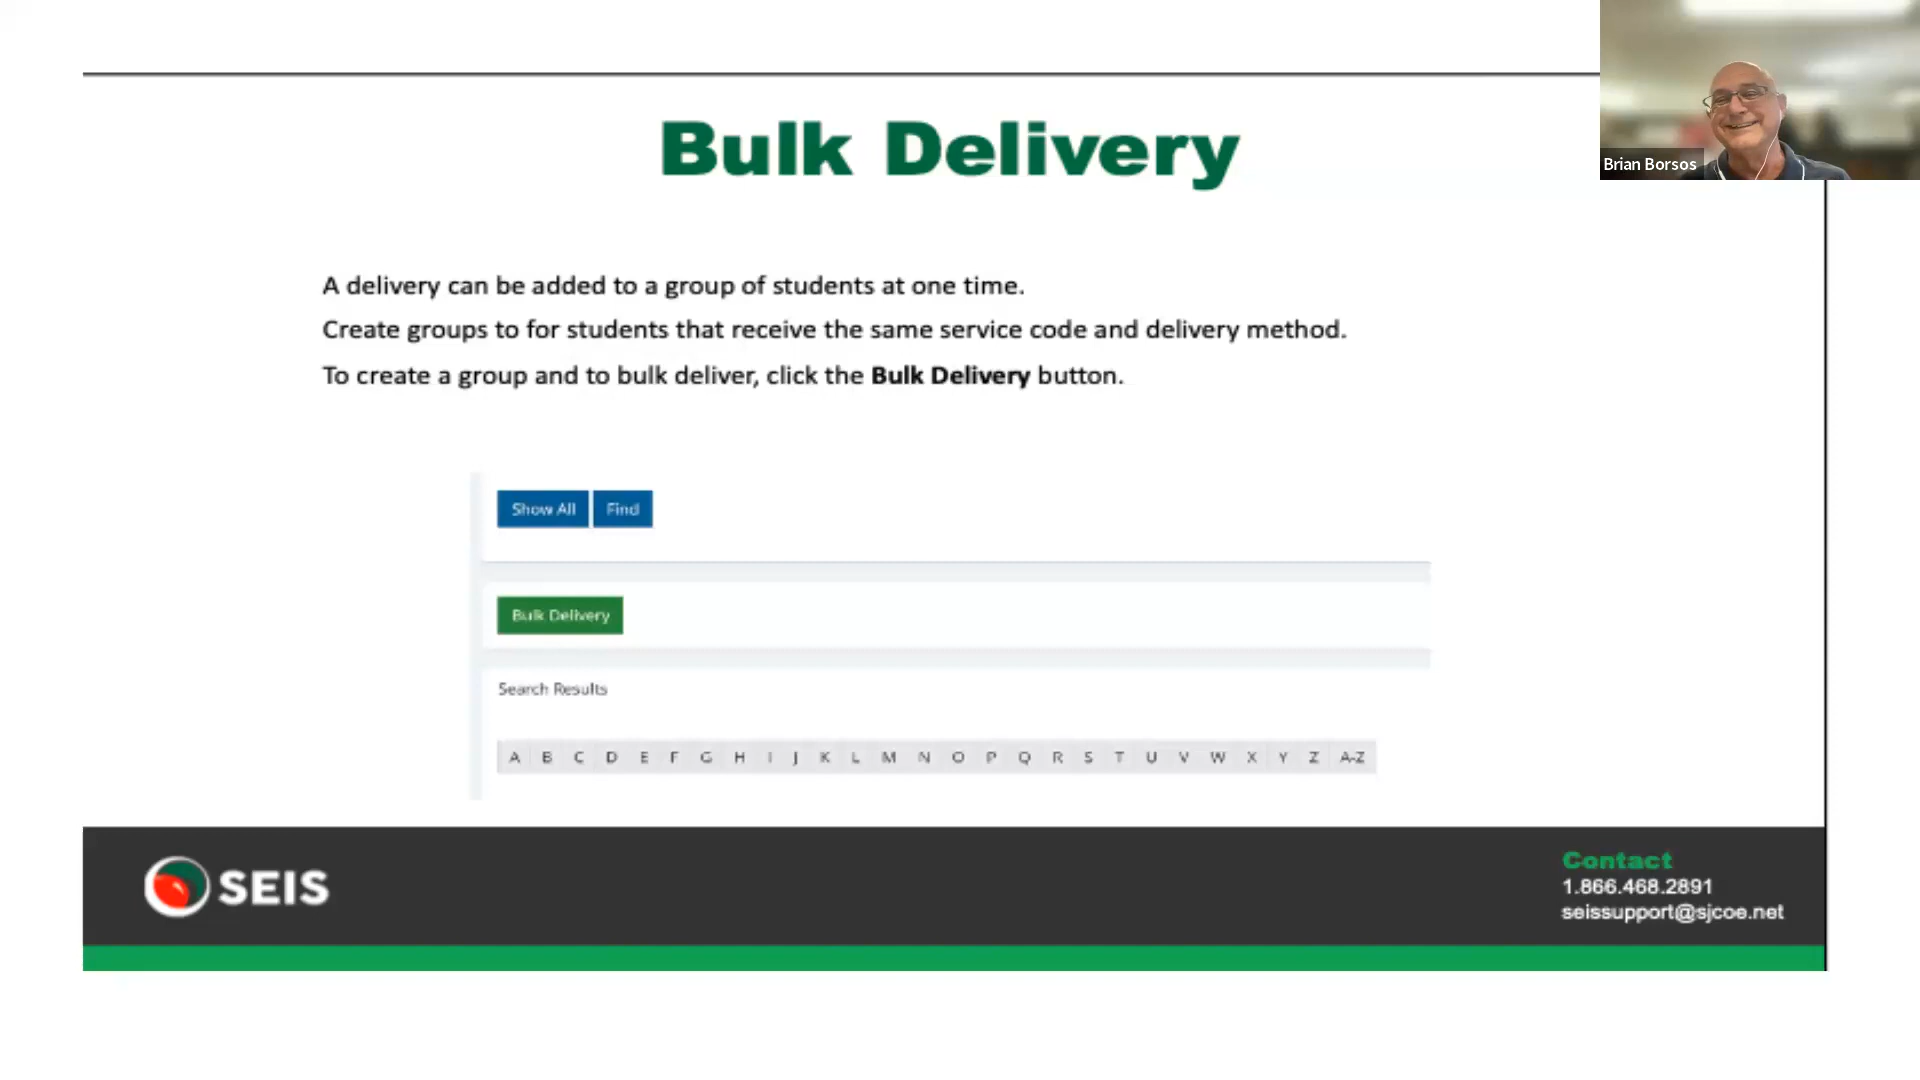 Bulk Delivery
Brian Borsos
A delivery can be added to a group of students at one time.
Create groups to for students that receive the same service code and delivery method.
To create a group and to bulk deliver, click the Bulk Delivery button.
Show All Find
Bulk Delivery
Search Results
A B C D E F G H I J K L M N O P Q R S T U V W X Y Z A-Z
SEIS
Contact
1.866.468.2891
seissupport@sjcoe.net